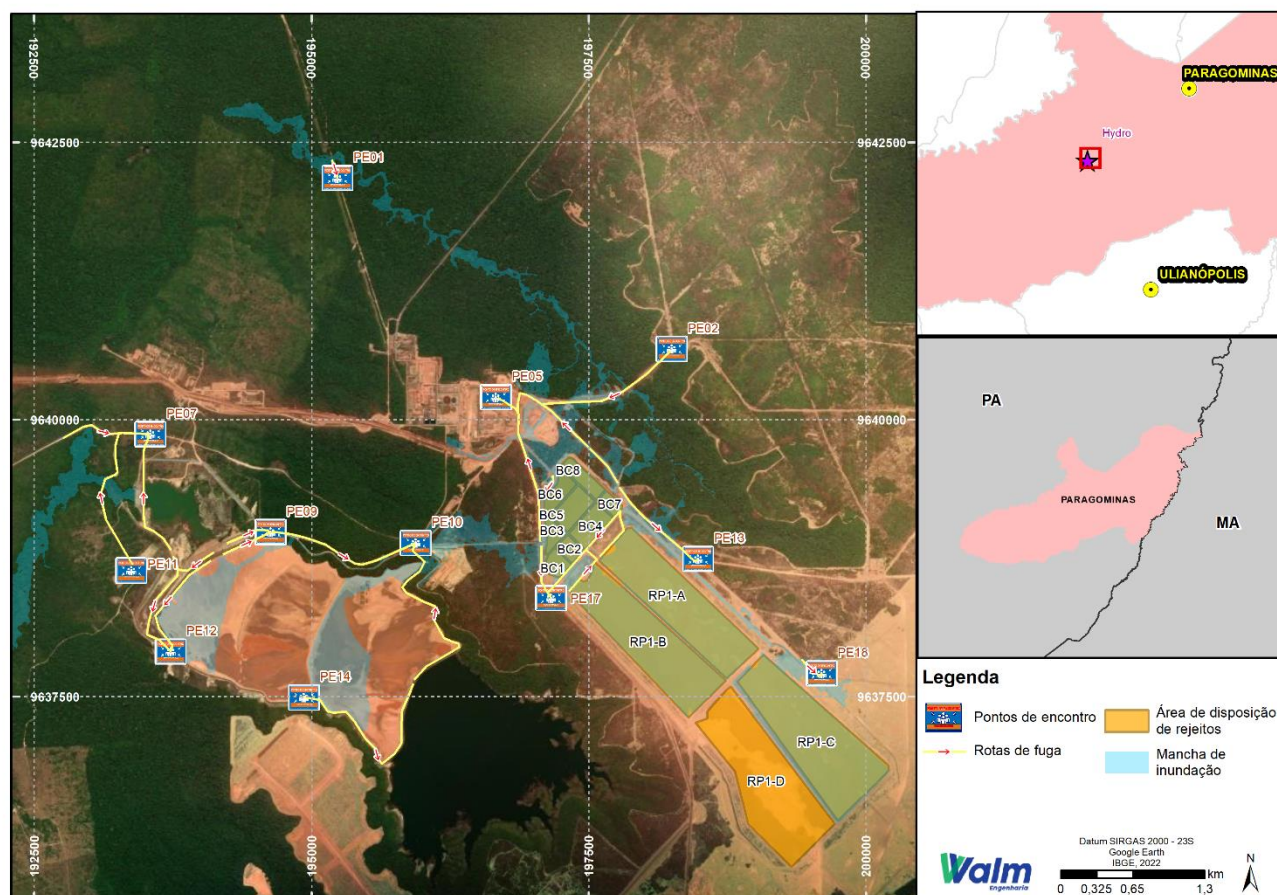 192500
195000
197500
200000
9642500
9642500
PE01
PE02
PE05
9640000
9640000
PE07
BC8
BC6
BC7
BC5
BC3
BC4
BC2
BC1
PE09
PE10
PE11
PE13
PE17
RP1-A
RP1-B
PE12
PE14
PE18
9637500
9637500
RP1-C
RP1-D
192500
195000
197500
200000
PARAGOMINAS
Hydro
ULIANÓPOLIS
PA
PARAGOMINAS
MA
Legenda
Pontos de encontro
Rotas de fuga
Área de disposição
de rejeitos
Mancha de
inundação
Walm
Engenharia
Datum SIRGAS 2000 - 23S
Google Earth
IBGE, 2022
km
0 0,325 0,65 1,3
N